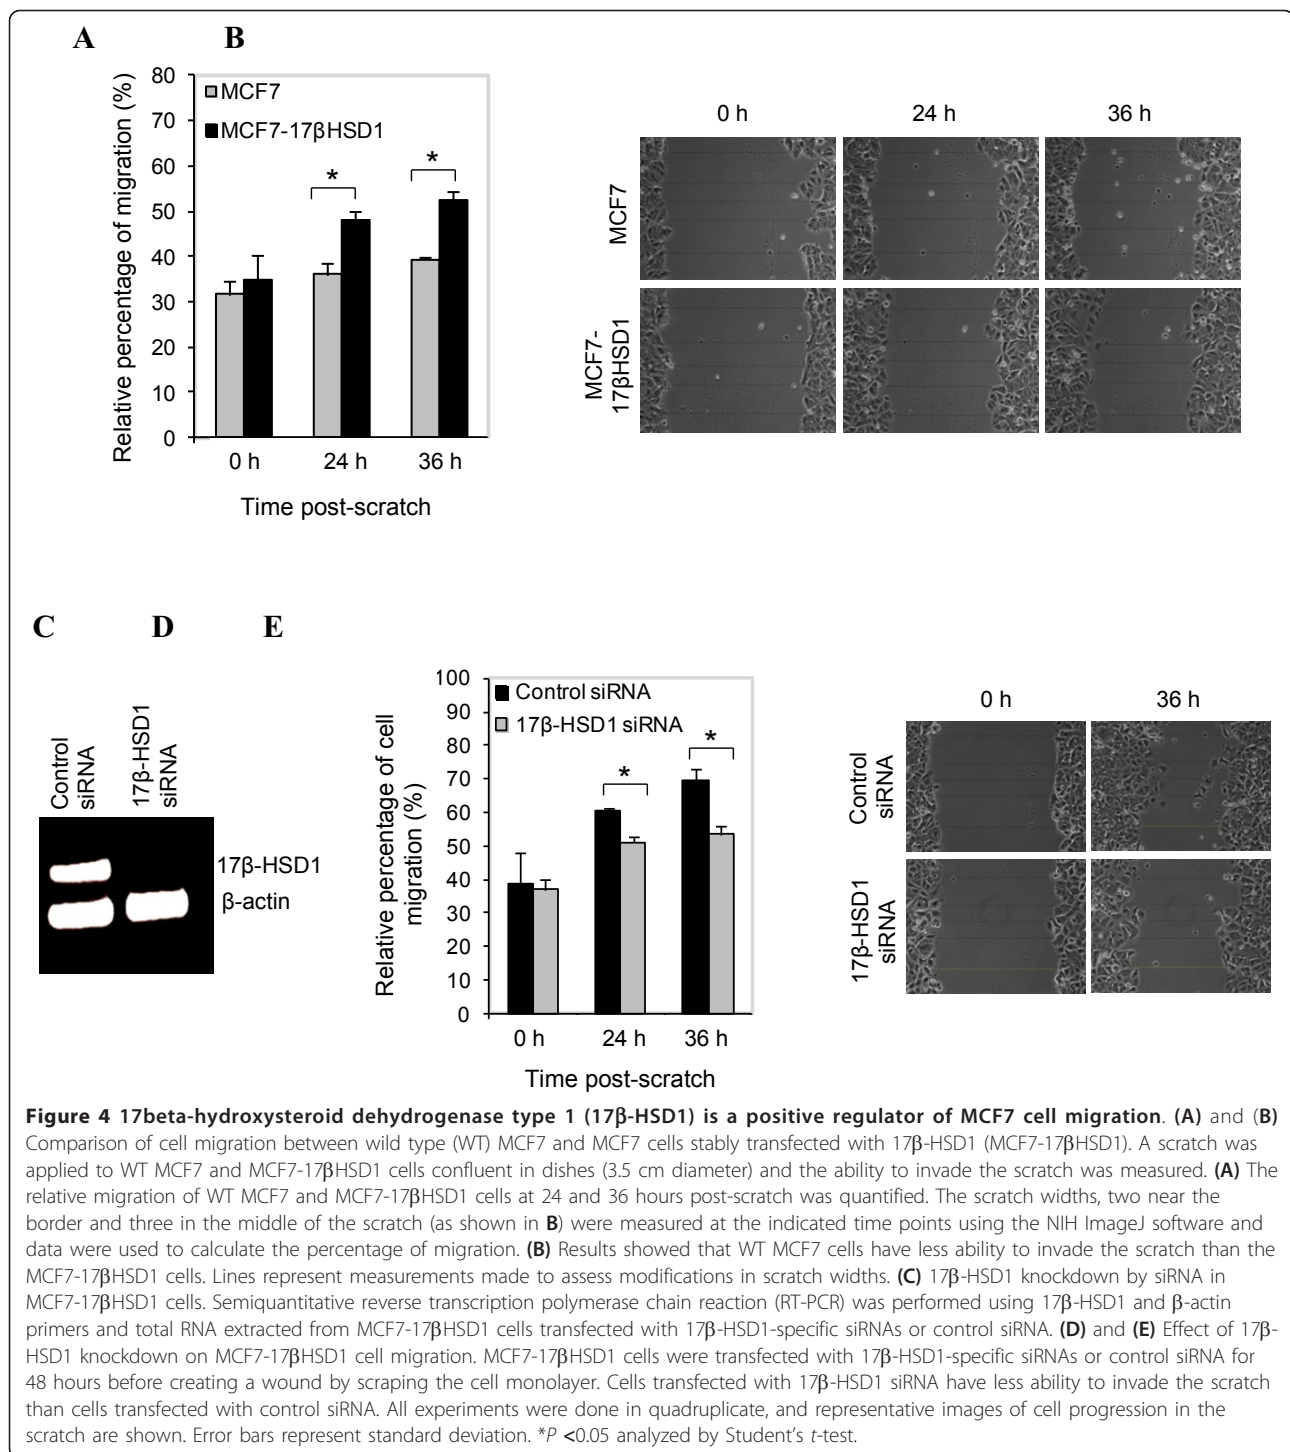 A
B
80
70
60
50
40
30
20
10
0
Relative percentage of migration (%)
MCF7
MCF7-17βHSD1
*
*
0 h
24 h
36 h
Time post-scratch
0 h
24 h
36 h
MCF7
MCF7-
17βHSD1
C
D
E
Control
siRNA
17β-HSD1
siRNA
17β-HSD1
β-actin
100
90
80
70
60
50
40
30
20
10
0
Relative percentage of cell
migration (%)
Control siRNA
17β-HSD1 siRNA
*
*
0 h
24 h
36 h
Time post-scratch
0 h
36 h
Control
siRNA
17β-HSD1
siRNA
Figure 4 17beta-hydroxysteroid dehydrogenase type 1 (17β-HSD1) is a positive regulator of MCF7 cell migration. (A) and (B)
Comparison of cell migration between wild type (WT) MCF7 and MCF7 cells stably transfected with 17β-HSD1 (MCF7-17βHSD1). A scratch was
applied to WT MCF7 and MCF7-17βHSD1 cells confluent in dishes (3.5 cm diameter) and the ability to invade the scratch was measured. (A) The
relative migration of WT MCF7 and MCF7-17βHSD1 cells at 24 and 36 hours post-scratch was quantified. The scratch widths, two near the
border and three in the middle of the scratch (as shown in B) were measured at the indicated time points using the NIH ImageJ software and
data were used to calculate the percentage of migration. (B) Results showed that WT MCF7 cells have less ability to invade the scratch than the
MCF7-17βHSD1 cells. Lines represent measurements made to assess modifications in scratch widths. (C) 17β-HSD1 knockdown by siRNA in
MCF7-17βHSD1 cells. Semiquantitative reverse transcription polymerase chain reaction (RT-PCR) was performed using 17β-HSD1 and β-actin
primers and total RNA extracted from MCF7-17βHSD1 cells transfected with 17β-HSD1-specific siRNAs or control siRNA. (D) and (E) Effect of 17β-
HSD1 knockdown on MCF7-17βHSD1 cell migration. MCF7-17βHSD1 cells were transfected with 17β-HSD1-specific siRNAs or control siRNA for
48 hours before creating a wound by scraping the cell monolayer. Cells transfected with 17β-HSD1 siRNA have less ability to invade the scratch
than cells transfected with control siRNA. All experiments were done in quadruplicate, and representative images of cell progression in the
scratch are shown. Error bars represent standard deviation. *P <0.05 analyzed by Student's t-test.